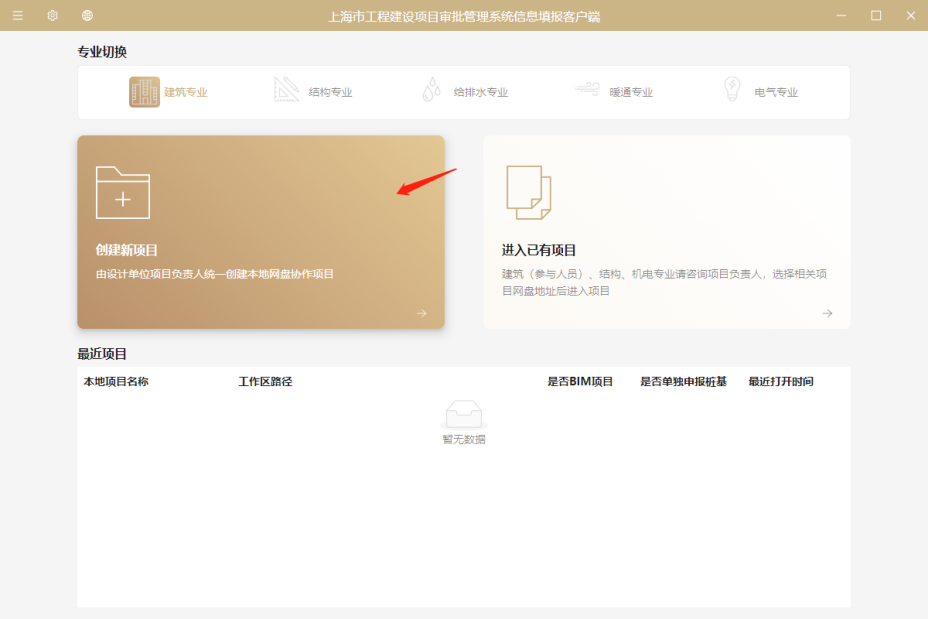 上海市工程建设项目审批管理系统信息填报客户端
专业切换
建筑专业
结构专业
给排水专业
暖通专业
电气专业
创建新项目
由设计单位项目负责人统一创建本地网盘协作项目
进入已有项目
建筑（参与人员）、结构、机电专业请咨询项目负责人，选择相关项
目网盘地址后进入项目
最近项目
本地项目名称
工作区路径
是否BIM项目
是否单独申报桩基
最近打开时间
暂无数据